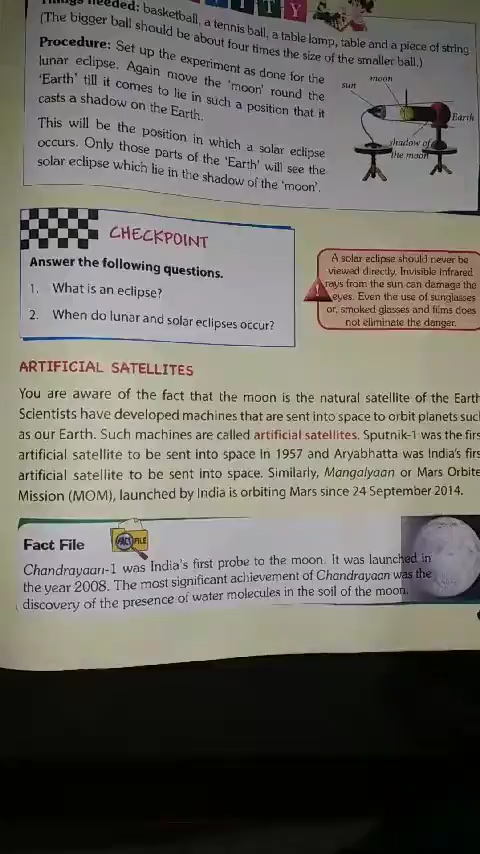 Things needed: basketball, a tennis ball, a table lamp, table and a piece of string
(The bigger ball should be about four times the size of the smaller ball.)
Procedure: Set up the experiment as done for the
lunar eclipse. Again move the 'moon' round the
'Earth' till it comes to lie in such a position that it
casts a shadow on the Earth.
This will be the position in which a solar eclipse
occurs. Only those parts of the 'Earth' will see the
solar eclipse which lie in the shadow of the 'moon'.
sun
moon
Earth
shadow of
the moon
CHECKPOINT
Answer the following questions.
1. What is an eclipse?
2. When do lunar and solar eclipses occur?
A solar eclipse should never be
viewed directly. Invisible infrared
rays from the sun can damage the
eyes. Even the use of sunglasses
or, smoked glasses and films does
not eliminate the danger.
ARTIFICIAL SATELLITES
You are aware of the fact that the moon is the natural satellite of the Earth
Scientists have developed machines that are sent into space to orbit planets suc
as our Earth. Such machines are called artificial satellites. Sputnik-1 was the firs
artificial satellite to be sent into space in 1957 and Aryabhatta was India's firs
artificial satellite to be sent into space. Similarly, Mangalyaan or Mars Orbite
Mission (MOM), launched by India is orbiting Mars since 24 September 2014.
Fact File
FACT FILE
Chandrayaan-1 was India's first probe to the moon. It was launched in
the year 2008. The most significant achievement of Chandrayaan was the
discovery of the presence of water molecules in the soil of the moon.